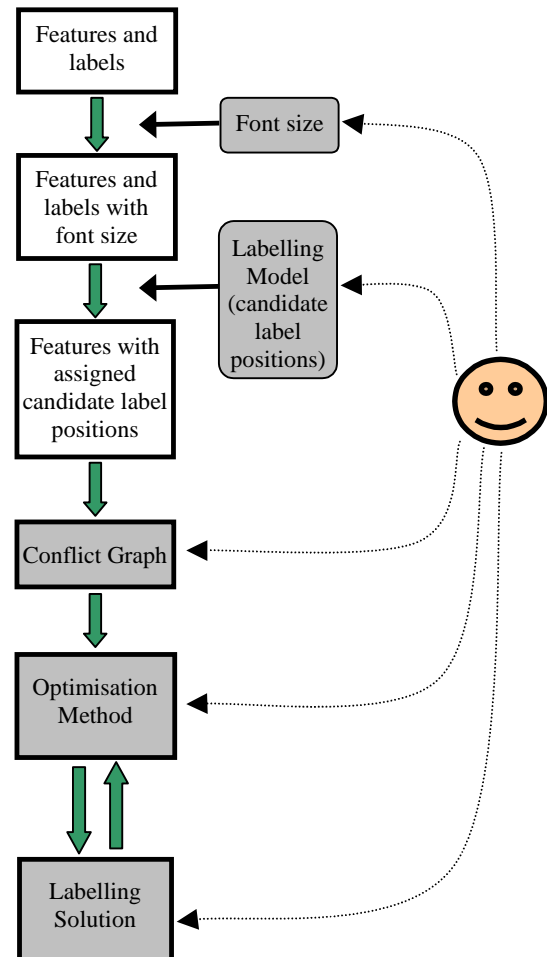 Features and
labels
Font size
Features and
labels with
font size
Labelling
Model
(candidate
label
positions)
Features with
assigned
candidate label
positions
Conflict Graph
Optimisation
Method
Labelling
Solution